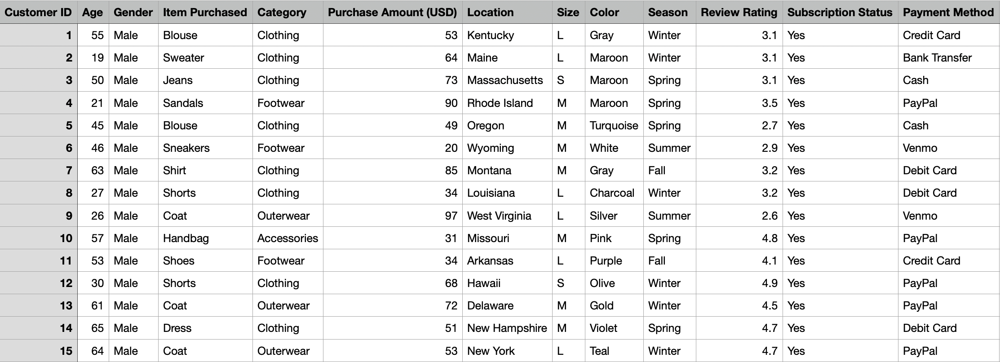 Customer ID Age Gender Item Purchased Category Purchase Amount (USD) Location Size Color Season Review Rating Subscription Status Payment Method
1 55 Male Blouse Clothing 53 Kentucky L Gray Winter 3.1 Yes Credit Card
2 19 Male Sweater Clothing 64 Maine L Maroon Winter 3.1 Yes Bank Transfer
3 50 Male Jeans Clothing 73 Massachusetts S Maroon Spring 3.1 Yes Cash
4 21 Male Sandals Footwear 90 Rhode Island M Maroon Spring 3.5 Yes PayPal
5 45 Male Blouse Clothing 49 Oregon M Turquoise Spring 2.7 Yes Cash
6 46 Male Sneakers Footwear 20 Wyoming M White Summer 2.9 Yes Venmo
7 63 Male Shirt Clothing 85 Montana M Gray Fall 3.2 Yes Debit Card
8 27 Male Shorts Clothing 34 Louisiana L Charcoal Winter 3.2 Yes Debit Card
9 26 Male Coat Outerwear 97 West Virginia L Silver Summer 2.6 Yes Venmo
10 57 Male Handbag Accessories 31 Missouri M Pink Spring 4.8 Yes PayPal
11 53 Male Shoes Footwear 34 Arkansas L Purple Fall 4.1 Yes Credit Card
12 30 Male Shorts Clothing 68 Hawaii S Olive Winter 4.9 Yes PayPal
13 61 Male Coat Outerwear 72 Delaware M Gold Winter 4.5 Yes PayPal
14 65 Male Dress Clothing 51 New Hampshire M Violet Spring 4.7 Yes Debit Card
15 64 Male Coat Outerwear 53 New York L Teal Winter 4.7 Yes PayPal